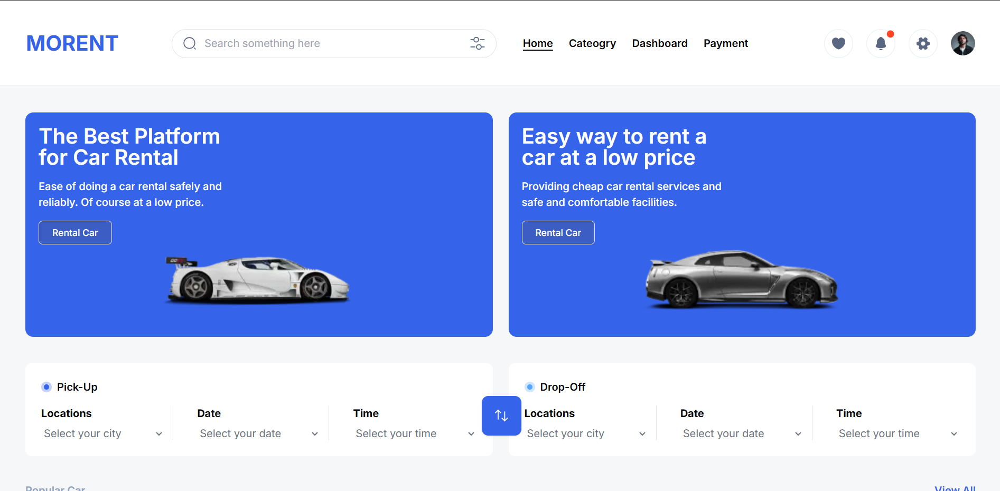 MORENT
Search something here
Home
Cateogry
Dashboard
Payment
The Best Platform
for Car Rental
Ease of doing a car rental safely and
reliably. Of course at a low price.
Rental Car
Easy way to rent a
car at a low price
Providing cheap car rental services and
safe and comfortable facilities.
Rental Car
Pick-Up
Locations
Select your city
Date
Select your date
Time
Select your time
Drop-Off
Locations
Select your city
Date
Select your date
Time
Select your time
Popular Car
View All